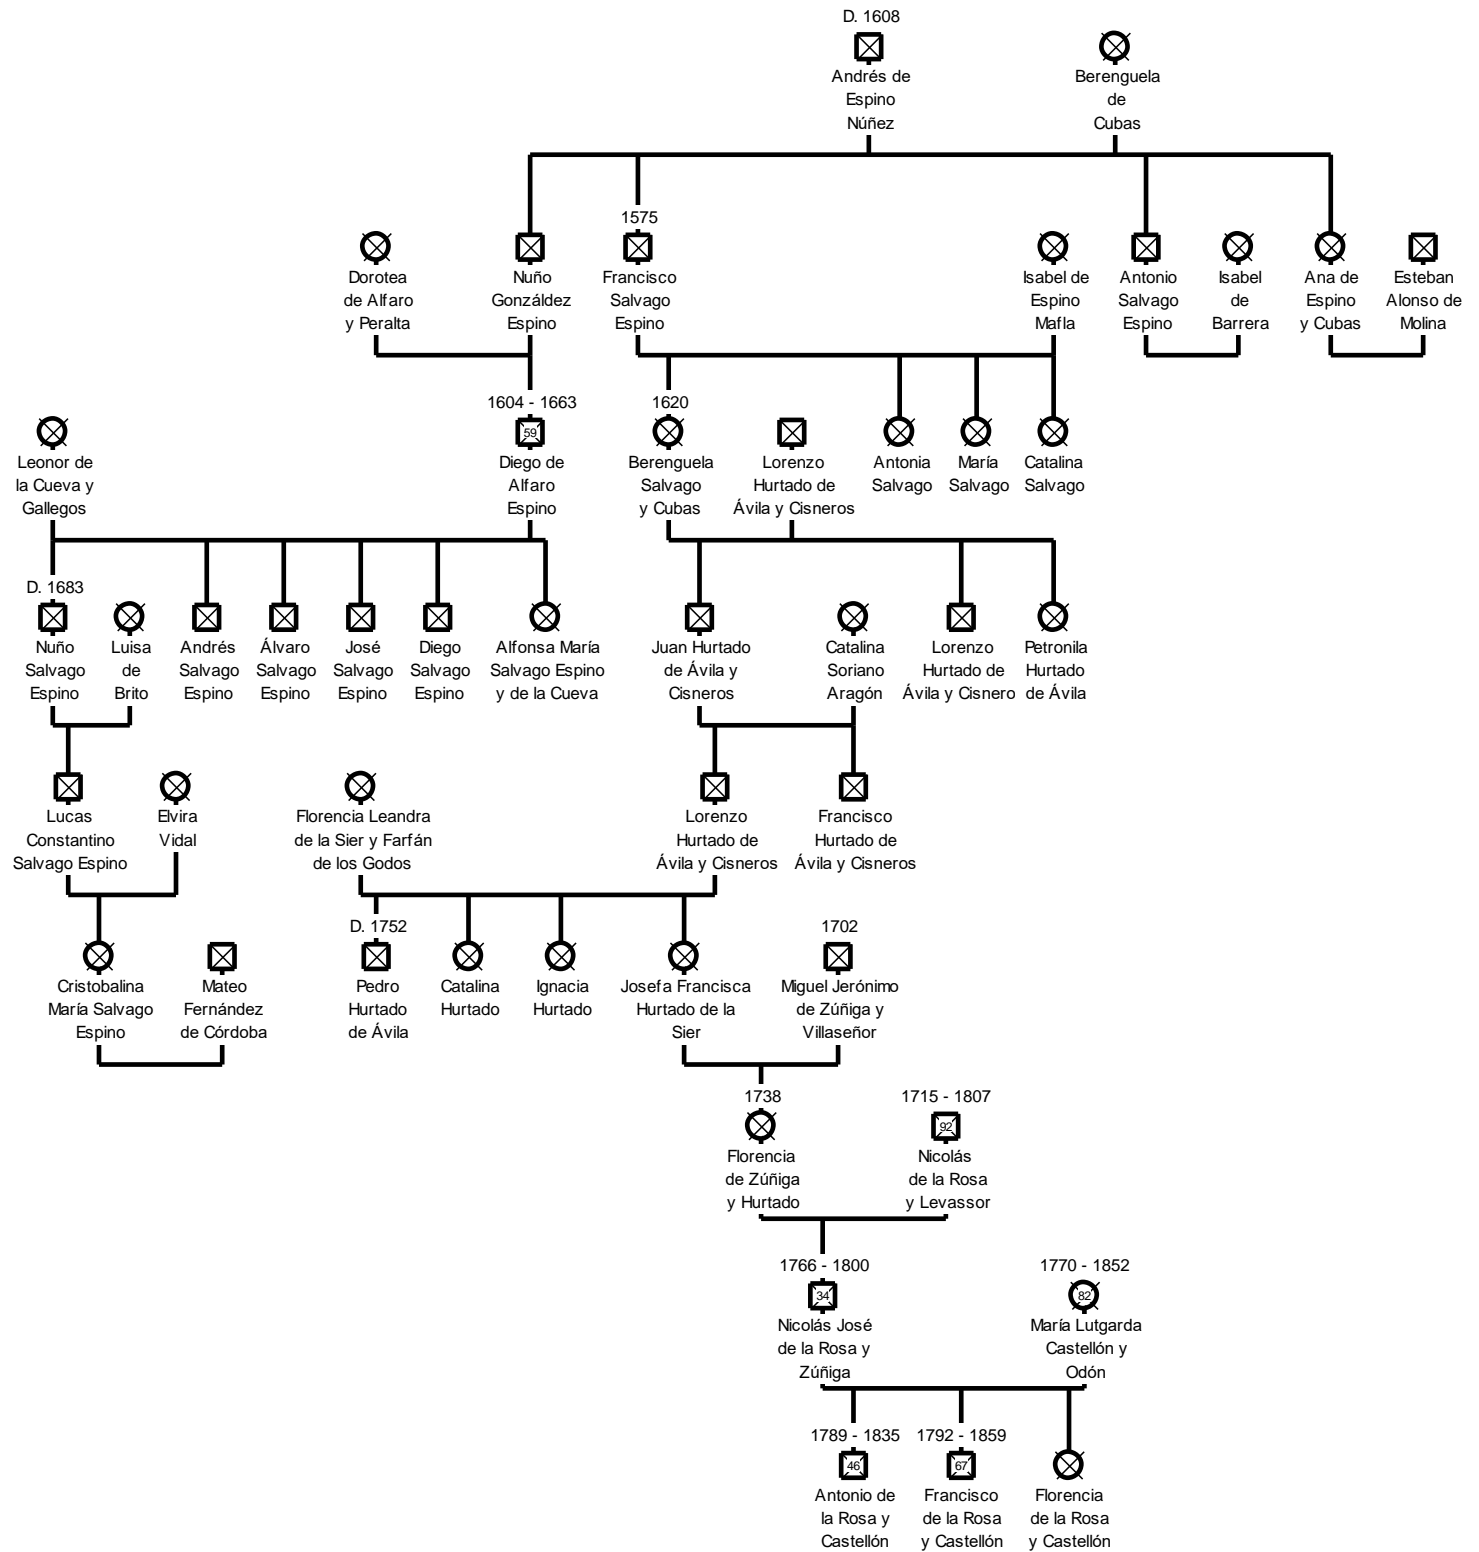 D. 1608
Andrés de
Espino
Núñez
Berenguela
de
Cubas
Dorotea
de Alfaro
y Peralta
Nuño
Gonzáldez
Espino
1575
Francisco
Salvago
Espino
Isabel de
Espino
Mafla
Antonio
Salvago
Espino
Isabel
de
Barrera
Ana de
Espino
y Cubas
Esteban
Alonso de
Molina
Leonor de
la Cueva y
Gallegos
1604 - 1663
59
Diego de
Alfaro
Espino
1620
Berenguela
Salvago
y Cubas
Lorenzo
Hurtado de
Ávila y Cisneros
Antonia
Salvago
María
Salvago
Catalina
Salvago
D. 1683
Nuño
Salvago
Espino
Luisa
de
Brito
Andrés
Salvago
Espino
Álvaro
Salvago
Espino
José
Salvago
Espino
Diego
Salvago
Espino
Alfonsa María
Salvago Espino
y de la Cueva
Juan Hurtado
de Ávila y
Cisneros
Catalina
Soriano
Aragón
Lorenzo
Hurtado de
Ávila y Cisnero
Petronila
Hurtado
de Ávila
Lucas
Constantino
Salvago Espino
Elvira
Vidal
Florencia Leandra
de la Sier y Farfán
de los Godos
Lorenzo
Hurtado de
Ávila y Cisneros
Francisco
Hurtado de
Ávila y Cisneros
Cristobalina
María Salvago
Espino
Mateo
Fernández
de Córdoba
D. 1752
Pedro
Hurtado
de Ávila
Catalina
Hurtado
Ignacia
Hurtado
Josefa Francisca
Hurtado de la
Sier
1702
Miguel Jerónimo
de Zúñiga y
Villaseñor
1738
Florencia
de Zúñiga
y Hurtado
1715 - 1807
92
Nicolás
de la Rosa
y Levassor
1766 - 1800
34
Nicolás José
de la Rosa y
Zúñiga
1770 - 1852
82
María Lutgarda
Castellón y
Odón
1789 - 1835
46
Antonio de
la Rosa y
Castellón
1792 - 1859
67
Francisco
de la Rosa
y Castellón
Florencia
de la Rosa
y Castellón